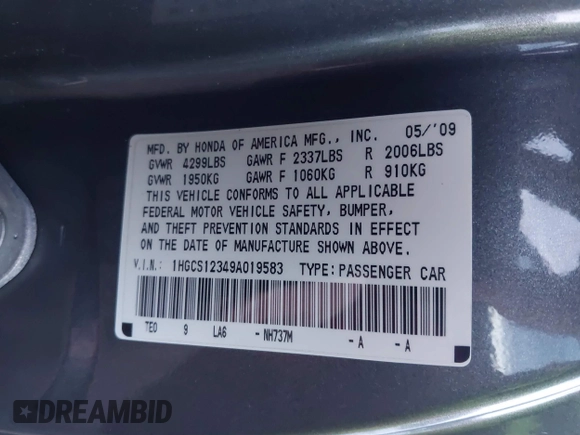 MFD. BY HONDA OF AMERICA MFG., INC. 05/'09
GVWR 4299LBS GAWR F 2337LBS R 2006LBS
GVWR 1950KG GAWR F 1060KG R 910KG
THIS VEHICLE CONFORMS TO ALL APPLICABLE
FEDERAL MOTOR VEHICLE SAFETY, BUMPER,
AND THEFT PREVENTION STANDARDS IN EFFECT
ON THE DATE OF MANUFACTURE SHOWN ABOVE.
V.I.N.: 1HGCS12349A019583 TYPE: PASSENGER CAR
TE0 9 LA6 - NH737M - A - A
DREAMBID